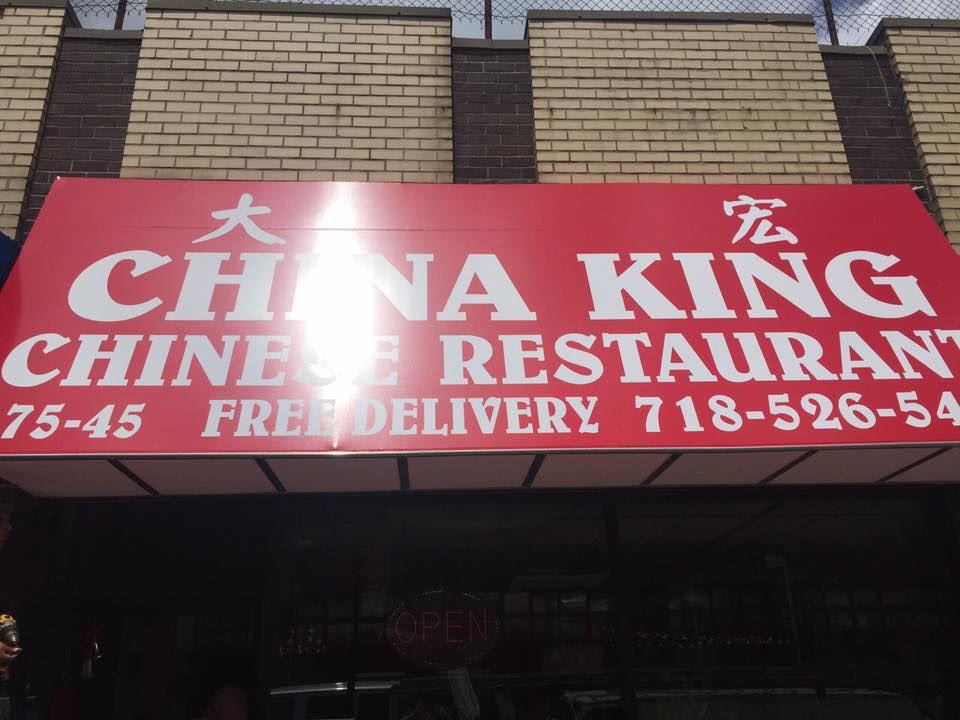 大 宏
CHINA KING
CHINESE RESTAURANT
75-45 FREE DELIVERY 718-526-54
OPEN